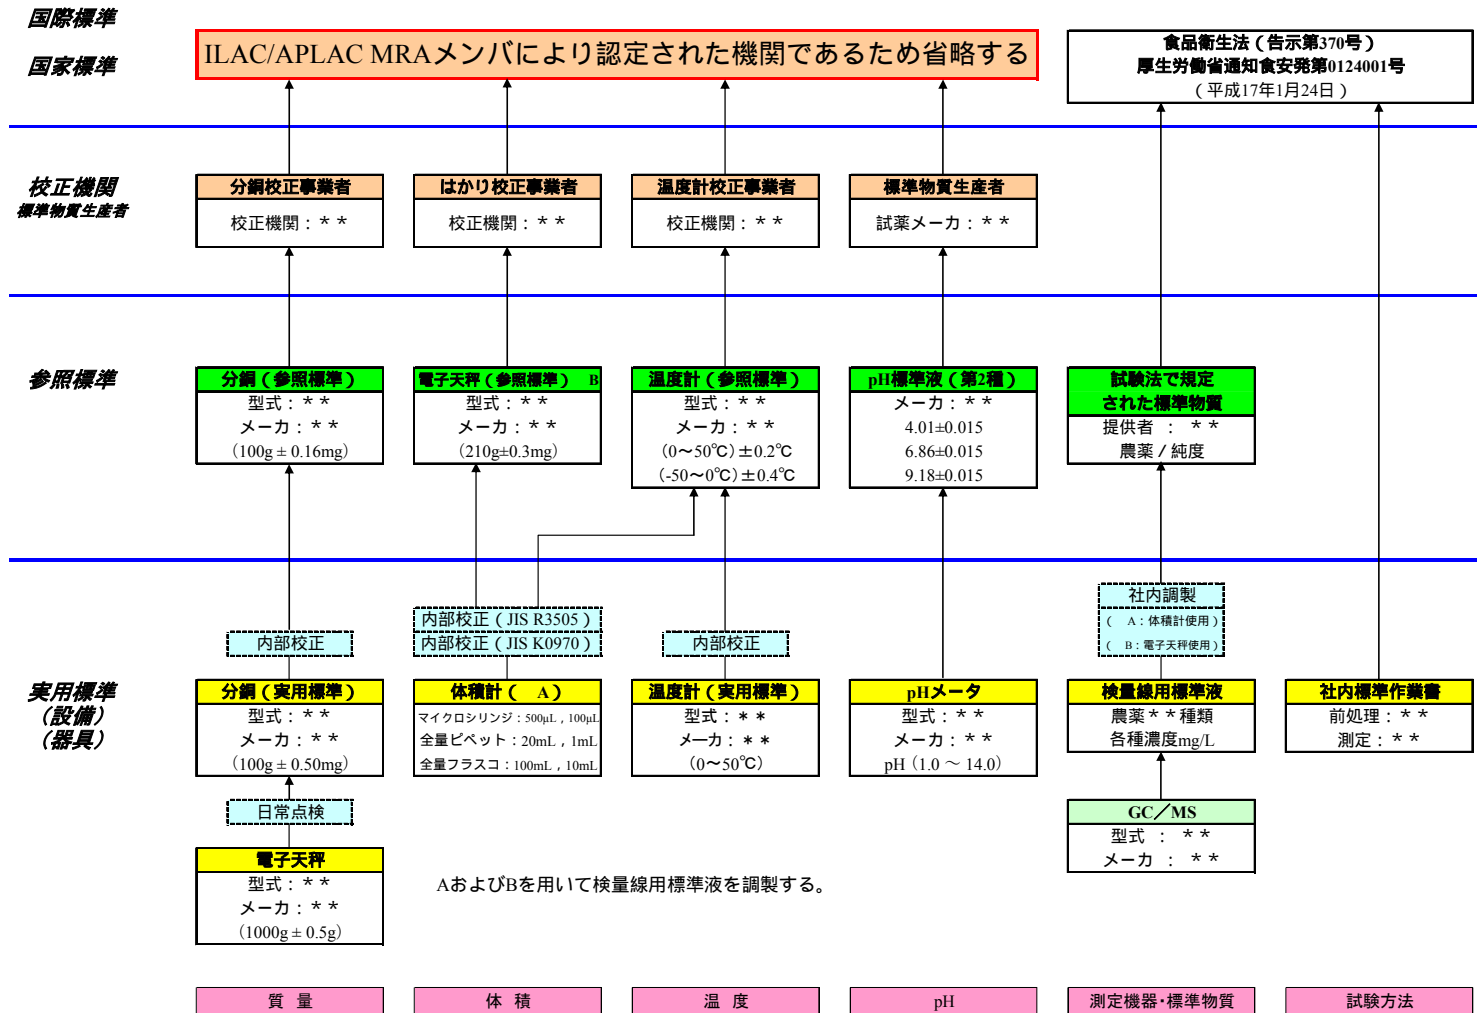 国際標準
国家標準
ILAC/APLAC MRAメンバにより認定された機関であるため省略する
食品衛生法（告示第370号）
厚生労働省通知食安発第0124001号
（平成17年1月24日）
校正機関
標準物質生産者
分銅校正事業者
校正機関：＊＊
はかり校正事業者
校正機関：＊＊
温度計校正事業者
校正機関：＊＊
標準物質生産者
試薬メーカ：＊＊
参照標準
分銅（参照標準）
型式：＊＊
メーカ：＊＊
(100g ± 0.16mg)
電子天秤（参照標準） B
型式：＊＊
メーカ：＊＊
(210g±0.3mg)
温度計（参照標準）
型式：＊＊
メーカ：＊＊
(0～50℃)±0.2℃
(-50～0℃)±0.4℃
pH標準液（第2種）
メーカ：＊＊
4.01±0.015
6.86±0.015
9.18±0.015
試験法で規定
された標準物質
提供者 ： ＊＊
農薬／純度
内部校正
内部校正（JIS R3505）
内部校正（JIS K0970）
内部校正
社内調製
（ A：体積計使用）
（ B：電子天秤使用）
実用標準
（設備）
（器具）
分銅（実用標準）
型式：＊＊
メーカ：＊＊
(100g ± 0.50mg)
体積計（ A）
マイクロシリンジ：500μL，100μL
全量ピペット：20mL，1mL
全量フラスコ：100mL，10mL
温度計（実用標準）
型式：＊＊
メーカ：＊＊
(0～50℃)
pHメータ
型式：＊＊
メーカ：＊＊
pH（1.0 ～ 14.0）
検量線用標準液
農薬＊＊種類
各種濃度mg/L
社内標準作業書
前処理：＊＊
測定：＊＊
日常点検
電子天秤
型式：＊＊
メーカ：＊＊
(1000g ± 0.5g)
GC／MS
型式 ： ＊＊
メーカ ： ＊＊
AおよびBを用いて検量線用標準液を調製する。
質 量
体 積
温 度
pH
測定機器・標準物質
試験方法